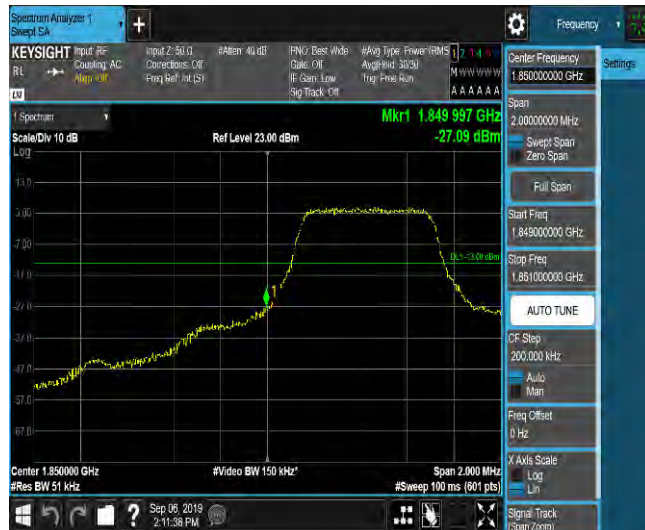 Spectrum Analyzer 1
Swept SA
Frequency
KEYSIGHT
Input: RF
Coupling: AC
Align: Off
Input Z: 50 Ω
Corrections: Off
Freq Ref: Int (S)
#Atten: 40 dB
PNO: Best Wide
Gate: Off
IF Gain: Low
Sig Track: Off
#Avg Type: Power (RMS
Avg|Hold: 30/30
Trig: Free Run
M W W W W W
A A A A A A
RL
LXI
Center Frequency
1.850000000 GHz
Settings
Span
2.00000000 MHz
Swept Span
Zero Span
Full Span
Start Freq
1.849000000 GHz
Stop Freq
1.851000000 GHz
AUTO TUNE
CF Step
200.000 kHz
Auto
Man
Freq Offset
0 Hz
X Axis Scale
Log
Lin
Signal Track
(Span Zoom)
1 Spectrum
Scale/Div 10 dB
Log
Ref Level 23.00 dBm
Mkr1 1.849 997 GHz
-27.09 dBm
13.0
3.00
-7.00
-17.0
-27.0
-37.0
-47.0
-57.0
-67.0
DL1 -13.00 dBm
1
Center 1.850000 GHz
#Res BW 51 kHz
#Video BW 150 kHz*
Span 2.000 MHz
#Sweep 100 ms (601 pts)
Sep 06, 2019
2:11:38 PM